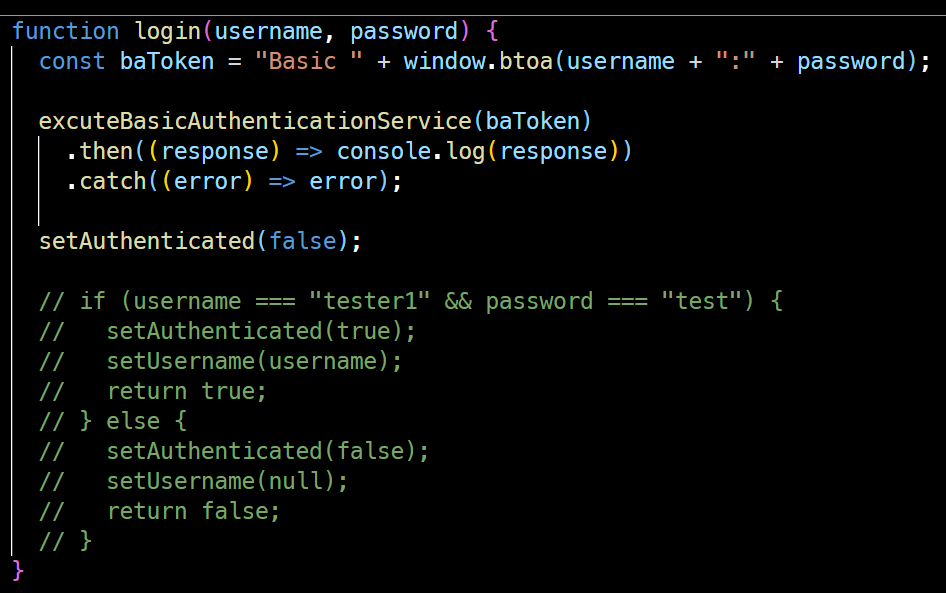 function login(username, password) {
  const baToken = "Basic " + window.btoa(username + ":" + password);

  excuteBasicAuthenticationService(baToken)
    .then((response) => console.log(response))
    .catch((error) => error);

  setAuthenticated(false);

  // if (username === "tester1" && password === "test") {
  //   setAuthenticated(true);
  //   setUsername(username);
  //   return true;
  // } else {
  //   setAuthenticated(false);
  //   setUsername(null);
  //   return false;
  // }
}